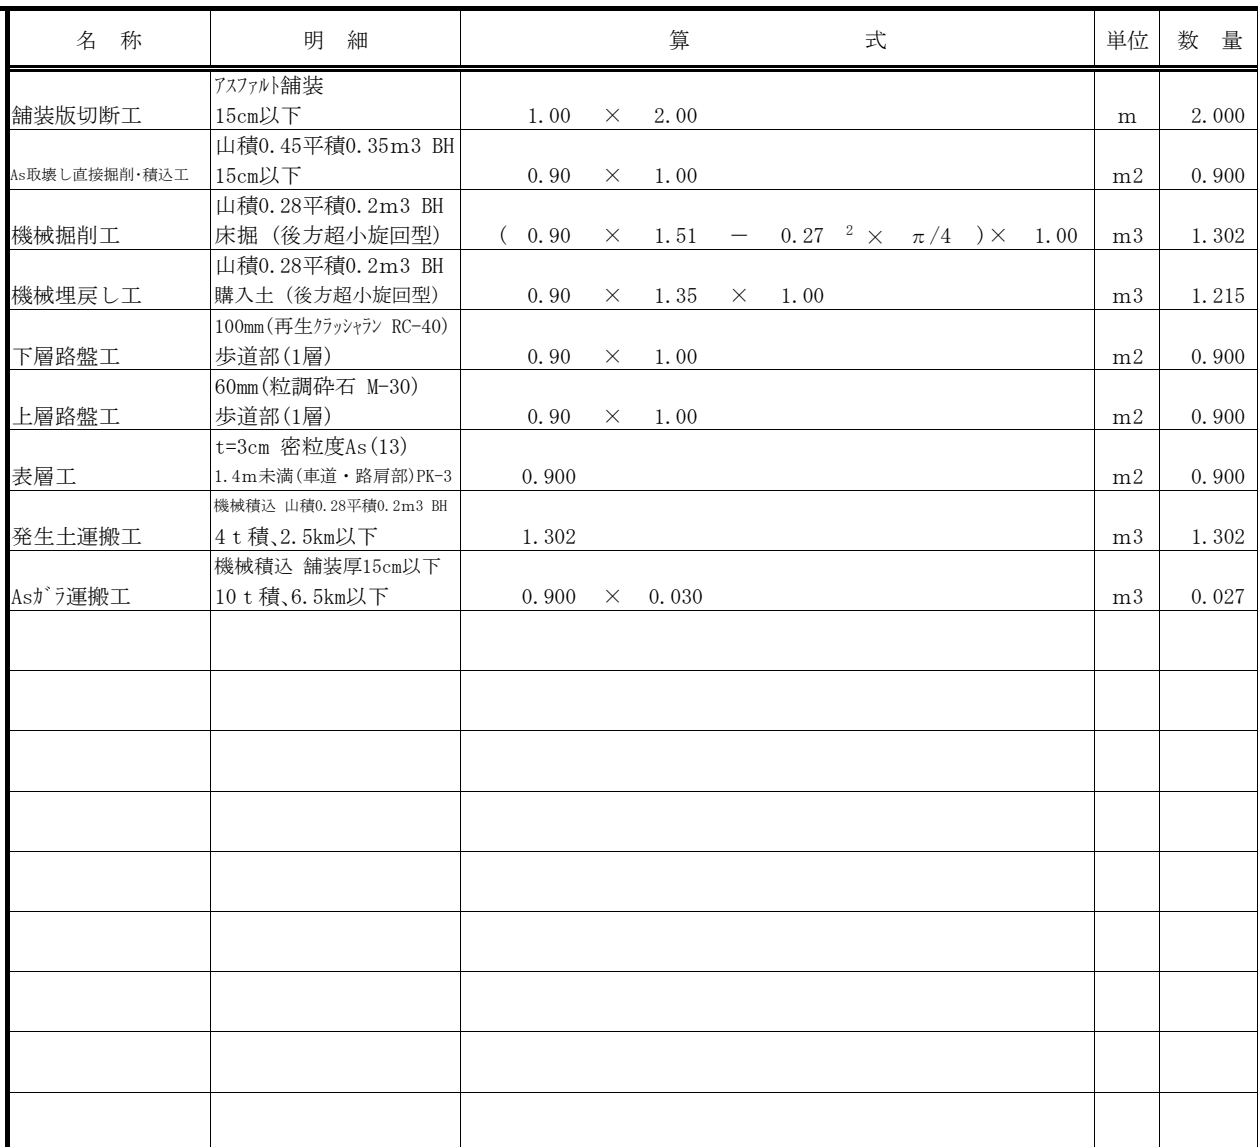 名　称　明　細　算　式　単位　数　量
ｱｽﾌｧﾙﾄ舗装
舗装版切断工　15cm以下　1.00 × 2.00　m　2.000
山積0.45平積0.35m3 BH
As取壊し直接掘削･積込工　15cm以下　0.90 × 1.00　m2　0.900
山積0.28平積0.2m3 BH
機械掘削工　床掘（後方超小旋回型）　( 0.90 × 1.51 − 0.27 ² × π/4 )× 1.00　m3　1.302
山積0.28平積0.2m3 BH
機械埋戻し工　購入土（後方超小旋回型）　0.90 × 1.35 × 1.00　m3　1.215
100mm(再生ｸﾗｯｼｬﾗﾝ RC-40)
下層路盤工　歩道部(1層)　0.90 × 1.00　m2　0.900
60mm(粒調砕石 M-30)
上層路盤工　歩道部(1層)　0.90 × 1.00　m2　0.900
t=3cm 密粒度As(13)
表層工　1.4m未満(車道・路肩部)PK-3　0.900　m2　0.900
機械積込 山積0.28平積0.2m3 BH
発生土運搬工　4ｔ積､2.5km以下　1.302　m3　1.302
機械積込 舗装厚15cm以下
Asｶﾞﾗ運搬工　10ｔ積､6.5km以下　0.900 × 0.030　m3　0.027